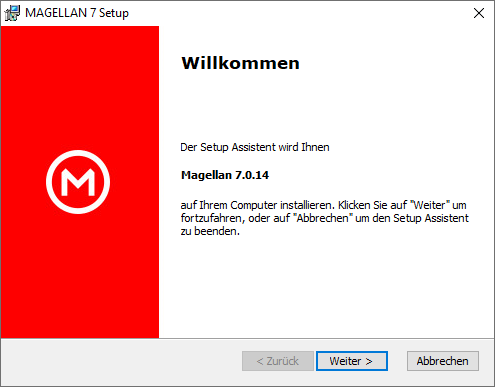 MAGELLAN 7 Setup
Willkommen
Der Setup Assistent wird Ihnen
Magellan 7.0.14
auf Ihrem Computer installieren. Klicken Sie auf "Weiter" um
fortzufahren, oder auf "Abbrechen" um den Setup Assistent
zu beenden.
M
< Zurück Weiter > Abbrechen